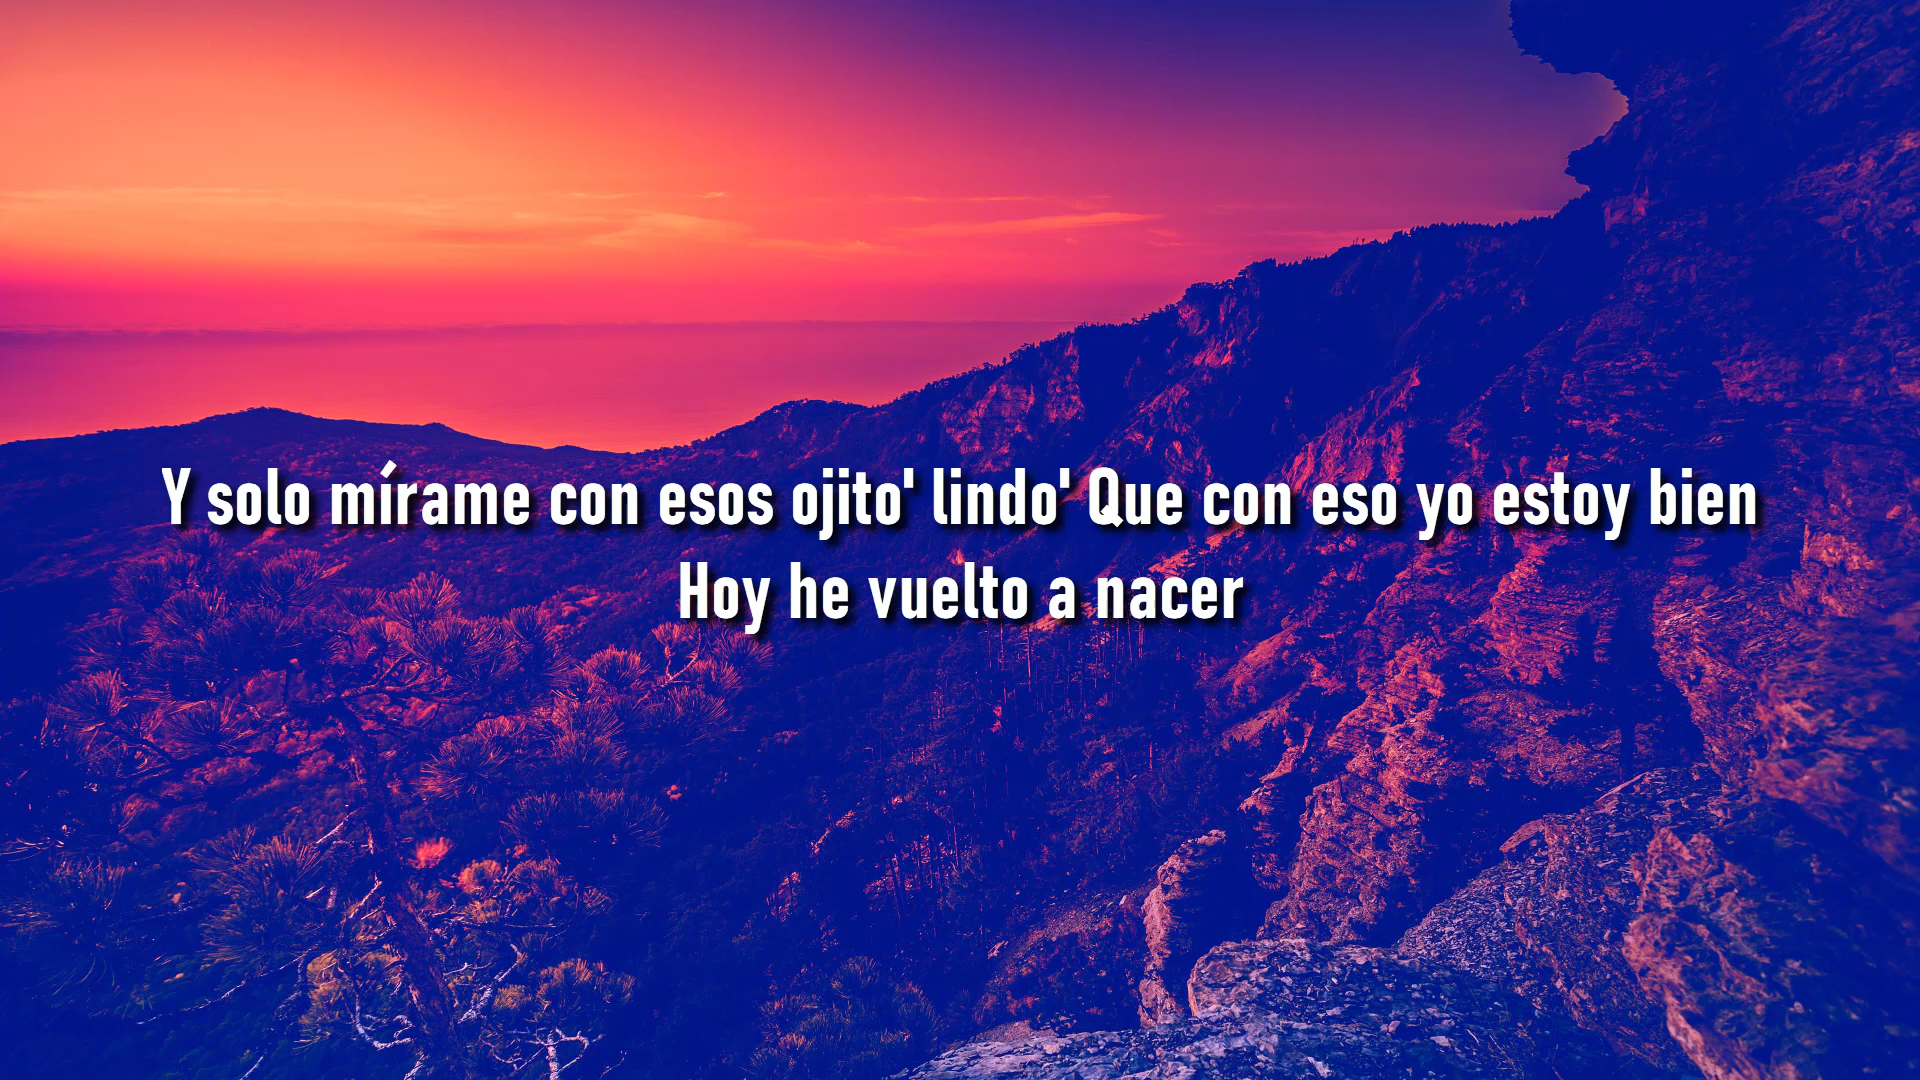 Y solo mírame con esos ojito' lindo' Que con eso yo estoy bien
Hoy he vuelto a nacer